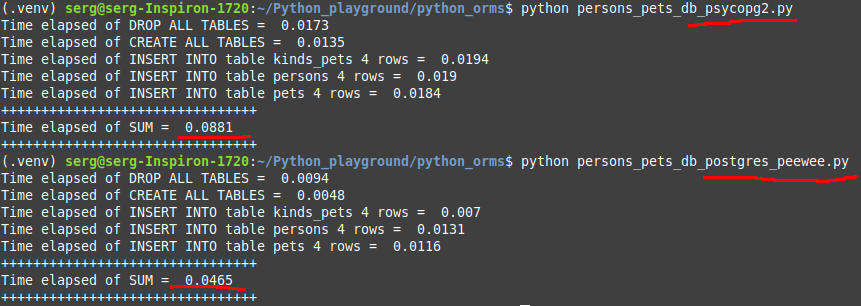 (.venv) serg@serg-Inspiron-1720:~/Python_playground/python_orms$ python persons_pets_db_psycopg2.py
Time elapsed of DROP ALL TABLES =  0.0173
Time elapsed of CREATE ALL TABLES =  0.0135
Time elapsed of INSERT INTO table kinds_pets 4 rows =  0.0194
Time elapsed of INSERT INTO table persons 4 rows =  0.019
Time elapsed of INSERT INTO table pets 4 rows =  0.0184
++++++++++++++++++++++++++++++++
Time elapsed of SUM =  0.0881
++++++++++++++++++++++++++++++++
(.venv) serg@serg-Inspiron-1720:~/Python_playground/python_orms$ python persons_pets_db_postgres_peewee.py
Time elapsed of DROP ALL TABLES =  0.0094
Time elapsed of CREATE ALL TABLES =  0.0048
Time elapsed of INSERT INTO table kinds_pets 4 rows =  0.007
Time elapsed of INSERT INTO table persons 4 rows =  0.0131
Time elapsed of INSERT INTO table pets 4 rows =  0.0116
++++++++++++++++++++++++++++++++
Time elapsed of SUM =  0.0465
++++++++++++++++++++++++++++++++